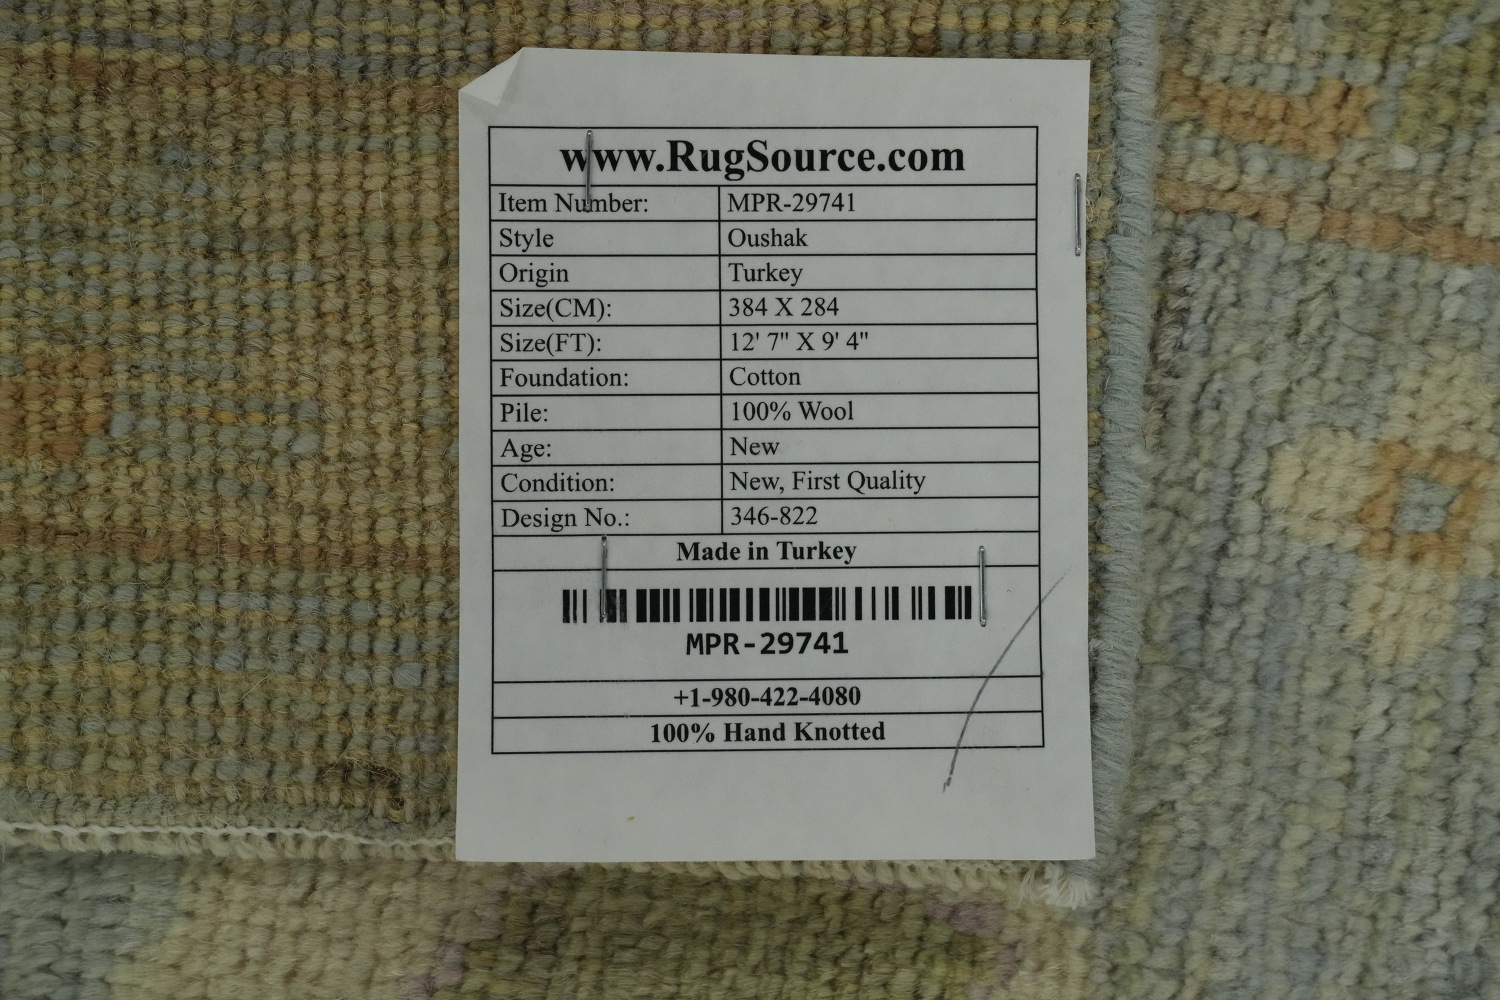 www.RugSource.com
Item Number: MPR-29741
Style Oushak
Origin Turkey
Size(CM): 384 X 284
Size(FT): 12' 7" X 9' 4"
Foundation: Cotton
Pile: 100% Wool
Age: New
Condition: New, First Quality
Design No.: 346-822
Made in Turkey
MPR-29741
+1-980-422-4080
100% Hand Knotted